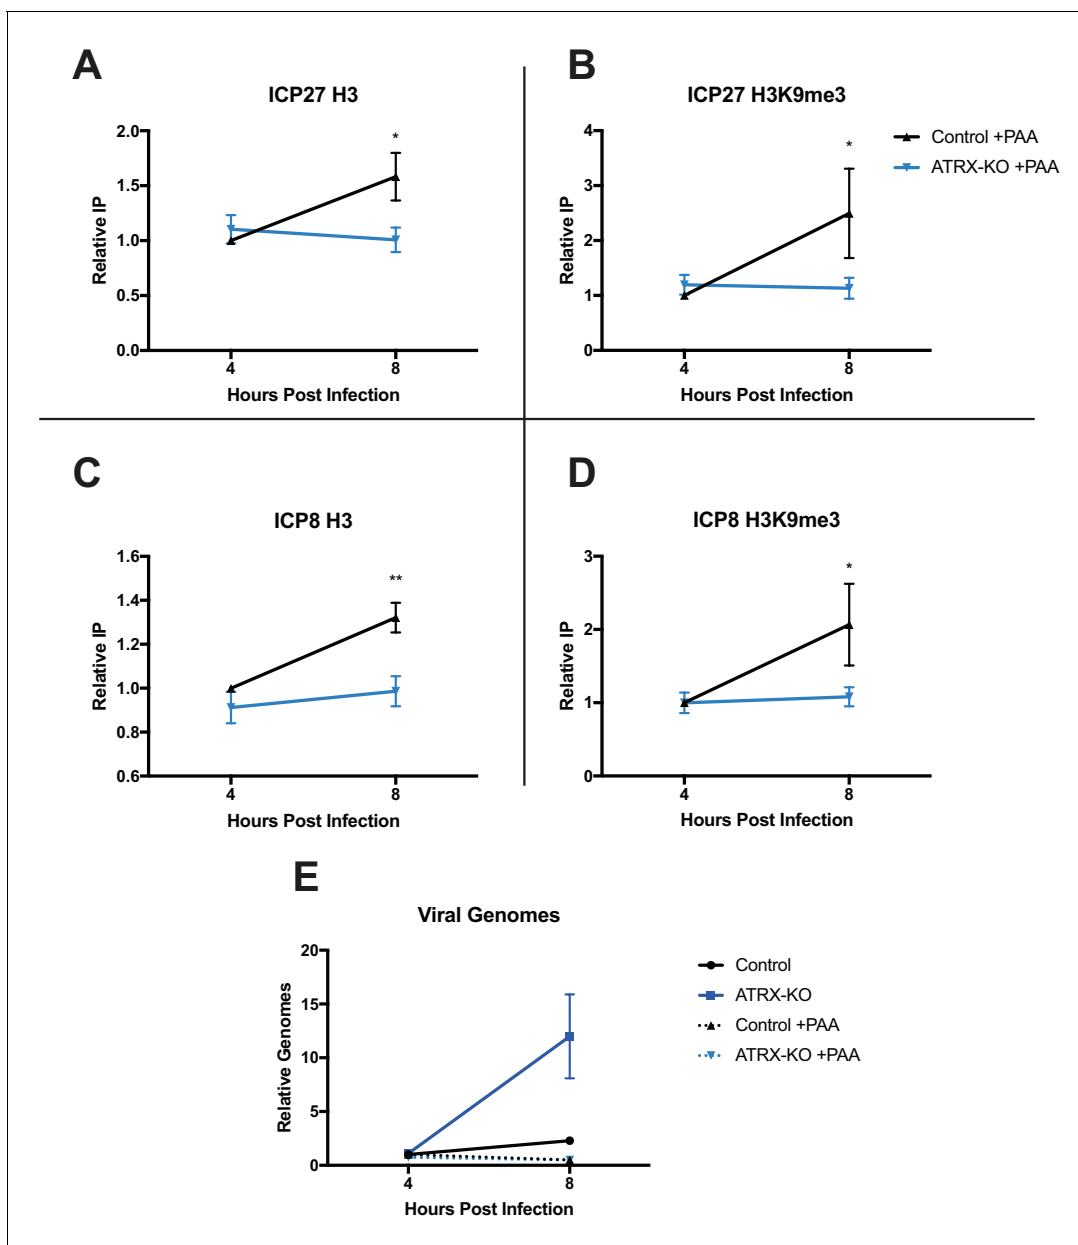 A
ICP27 H3
2.0
*
1.5
1.0
0.5
0.0
Relative IP
4
8
Hours Post Infection
B
ICP27 H3K9me3
4
*
3
2
1
0
Relative IP
4
8
Hours Post Infection
Control +PAA
ATRX-KO +PAA
C
ICP8 H3
1.6
**
1.4
1.2
1.0
0.8
0.6
Relative IP
4
8
Hours Post Infection
D
ICP8 H3K9me3
3
*
2
1
0
Relative IP
4
8
Hours Post Infection
E
Viral Genomes
20
15
10
5
0
Relative Genomes
4
8
Hours Post Infection
Control
ATRX-KO
Control +PAA
ATRX-KO +PAA